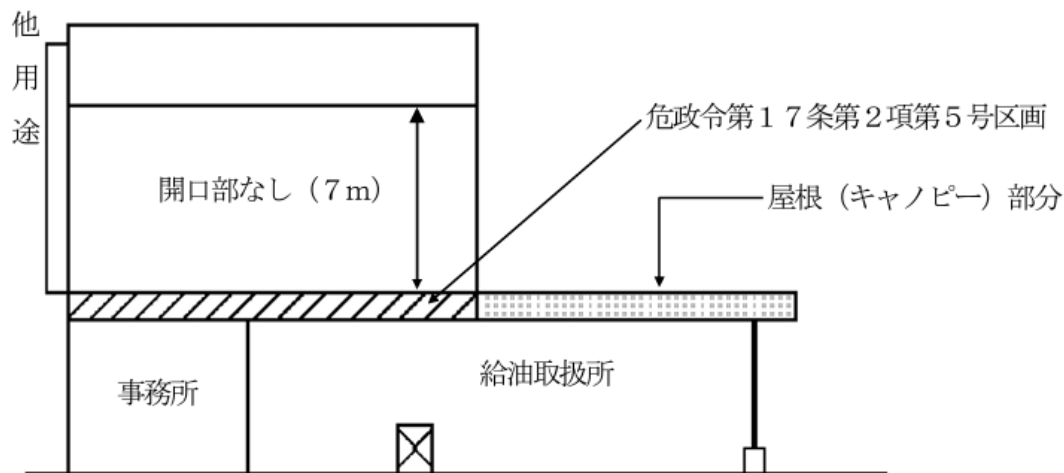 他用途
危政令第１７条第２項第５号区画
開口部なし（７ｍ）
屋根（キャノピー）部分
給油取扱所
事務所